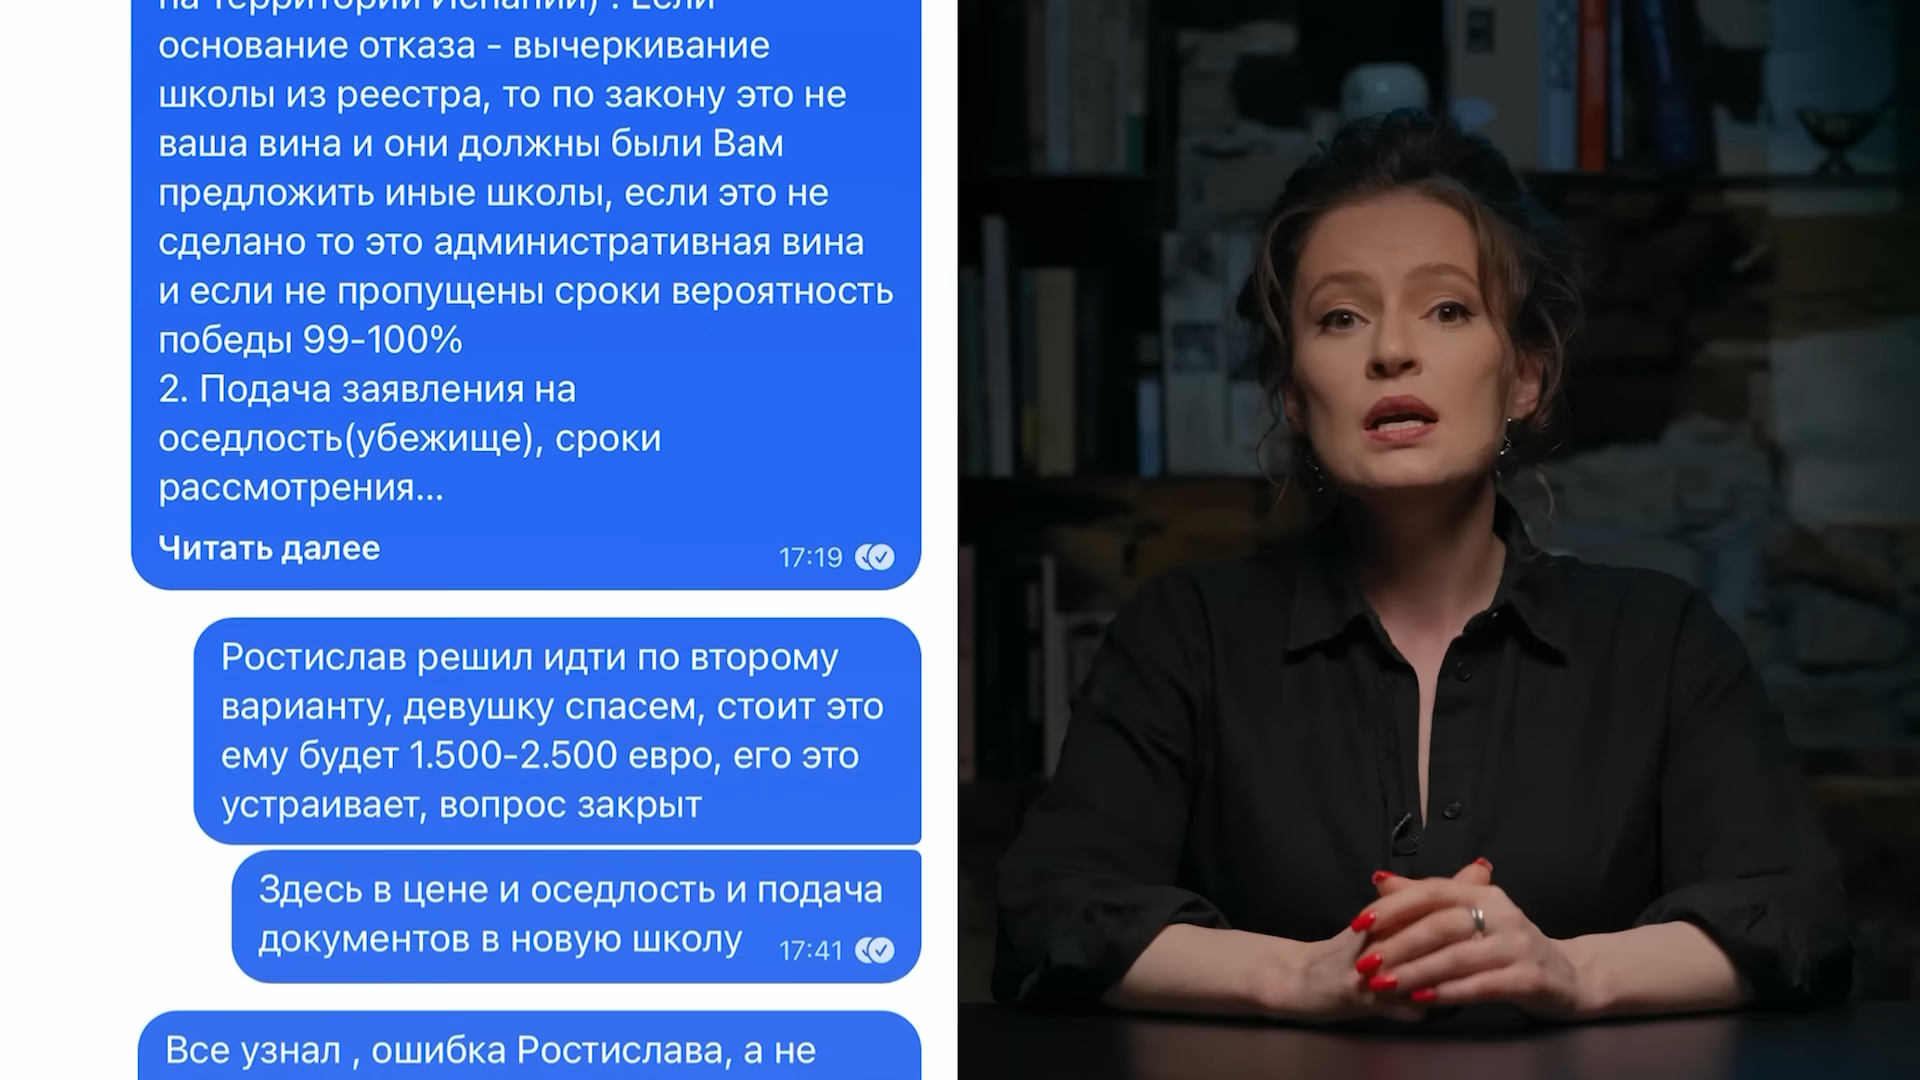 на территории Испании) . Если
основание отказа - вычеркивание
школы из реестра, то по закону это не
ваша вина и они должны были Вам
предложить иные школы, если это не
сделано то это административная вина
и если не пропущены сроки вероятность
победы 99-100%
2. Подача заявления на
оседлость(убежище), сроки
рассмотрения...
Читать далее
17:19
Ростислав решил идти по второму
варианту, девушку спасем, стоит это
ему будет 1.500-2.500 евро, его это
устраивает, вопрос закрыт
Здесь в цене и оседлость и подача
документов в новую школу
17:41
Все узнал , ошибка Ростислава, а не